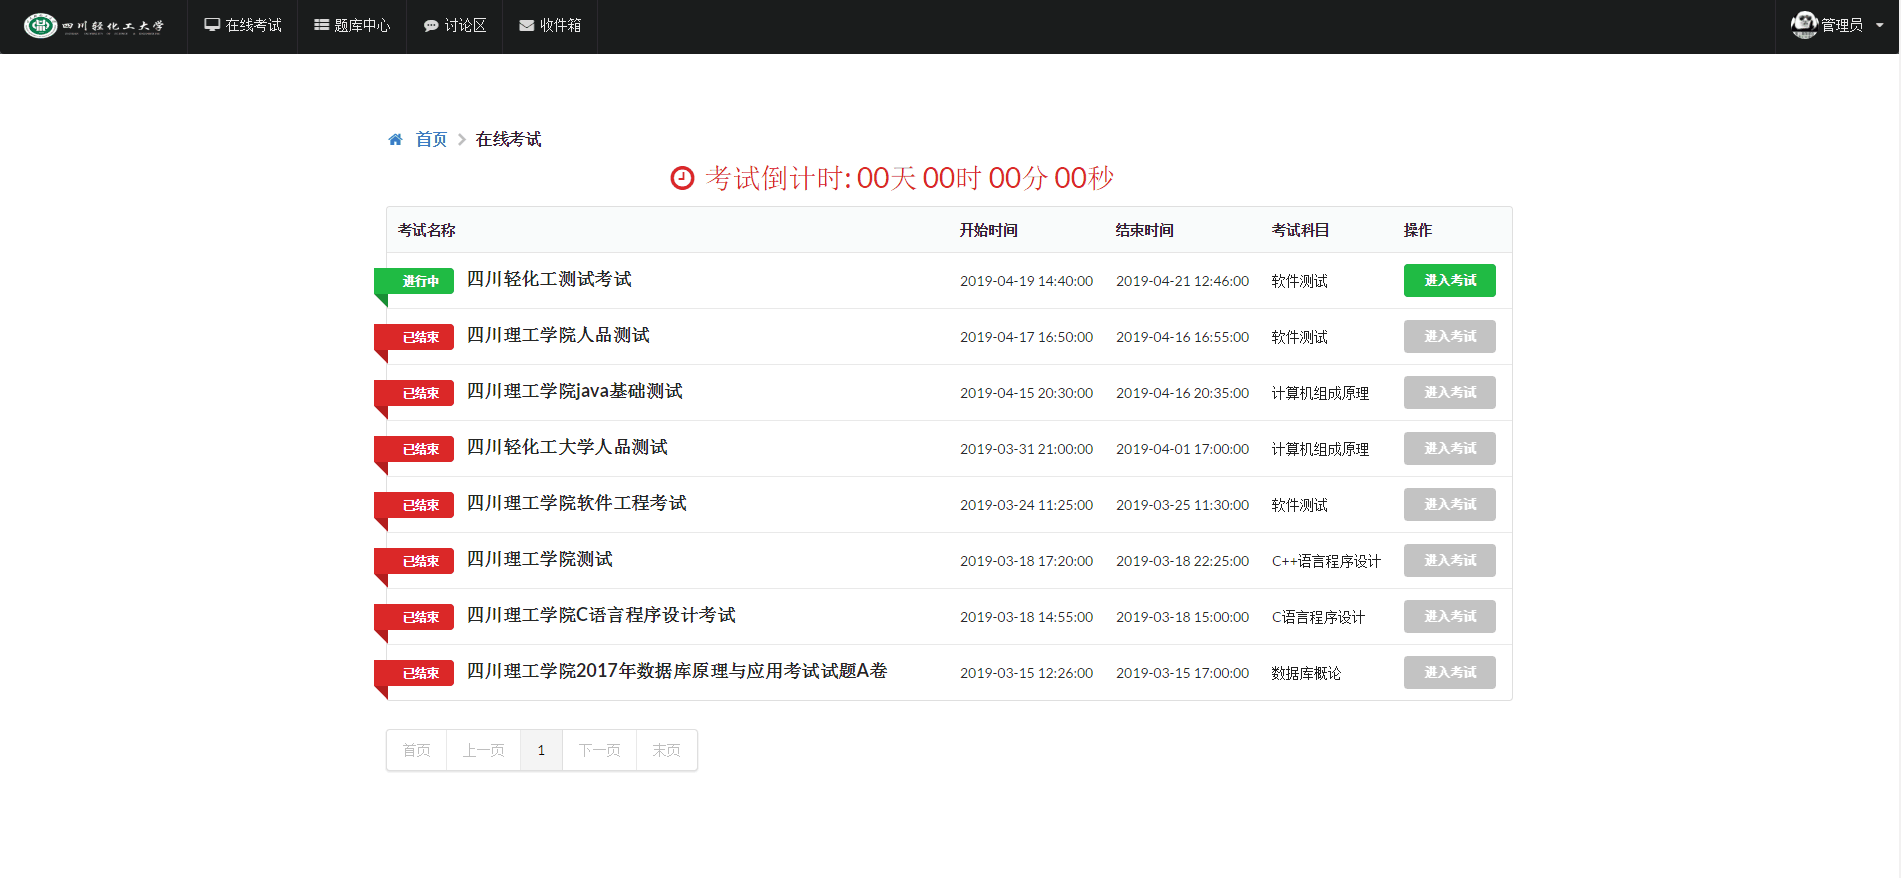 四川轻化工大学 在线考试 题库中心 讨论区 收件箱 管理员
首页 在线考试
考试倒计时: 00天 00时 00分 00秒
考试名称 开始时间 结束时间 考试科目 操作
进行中 四川轻化工测试考试 2019-04-19 14:40:00 2019-04-21 12:46:00 软件测试 进入考试
已结束 四川理工学院人品测试 2019-04-17 16:50:00 2019-04-16 16:55:00 软件测试 进入考试
已结束 四川理工学院java基础测试 2019-04-15 20:30:00 2019-04-16 20:35:00 计算机组成原理 进入考试
已结束 四川轻化工大学人品测试 2019-03-31 21:00:00 2019-04-01 17:00:00 计算机组成原理 进入考试
已结束 四川理工学院软件工程考试 2019-03-24 11:25:00 2019-03-25 11:30:00 软件测试 进入考试
已结束 四川理工学院测试 2019-03-18 17:20:00 2019-03-18 22:25:00 C++语言程序设计 进入考试
已结束 四川理工学院C语言程序设计考试 2019-03-18 14:55:00 2019-03-18 15:00:00 C语言程序设计 进入考试
已结束 四川理工学院2017年数据库原理与应用考试试题A卷 2019-03-15 12:26:00 2019-03-15 17:00:00 数据库概论 进入考试
首页 上一页 1 下一页 末页